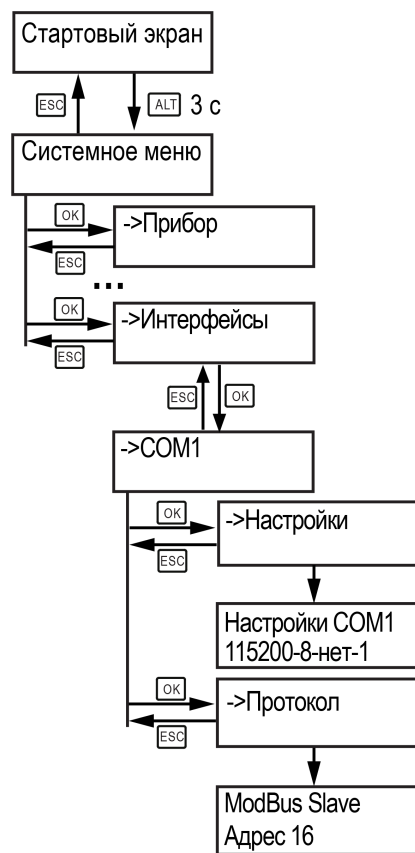 Стартовый экран
ESC
ALT 3 с
Системное меню
OK
->Прибор
ESC
...
OK
->Интерфейсы
ESC
ESC
OK
->COM1
OK
->Настройки
ESC
Настройки COM1
115200-8-нет-1
OK
->Протокол
ESC
ModBus Slave
Адрес 16